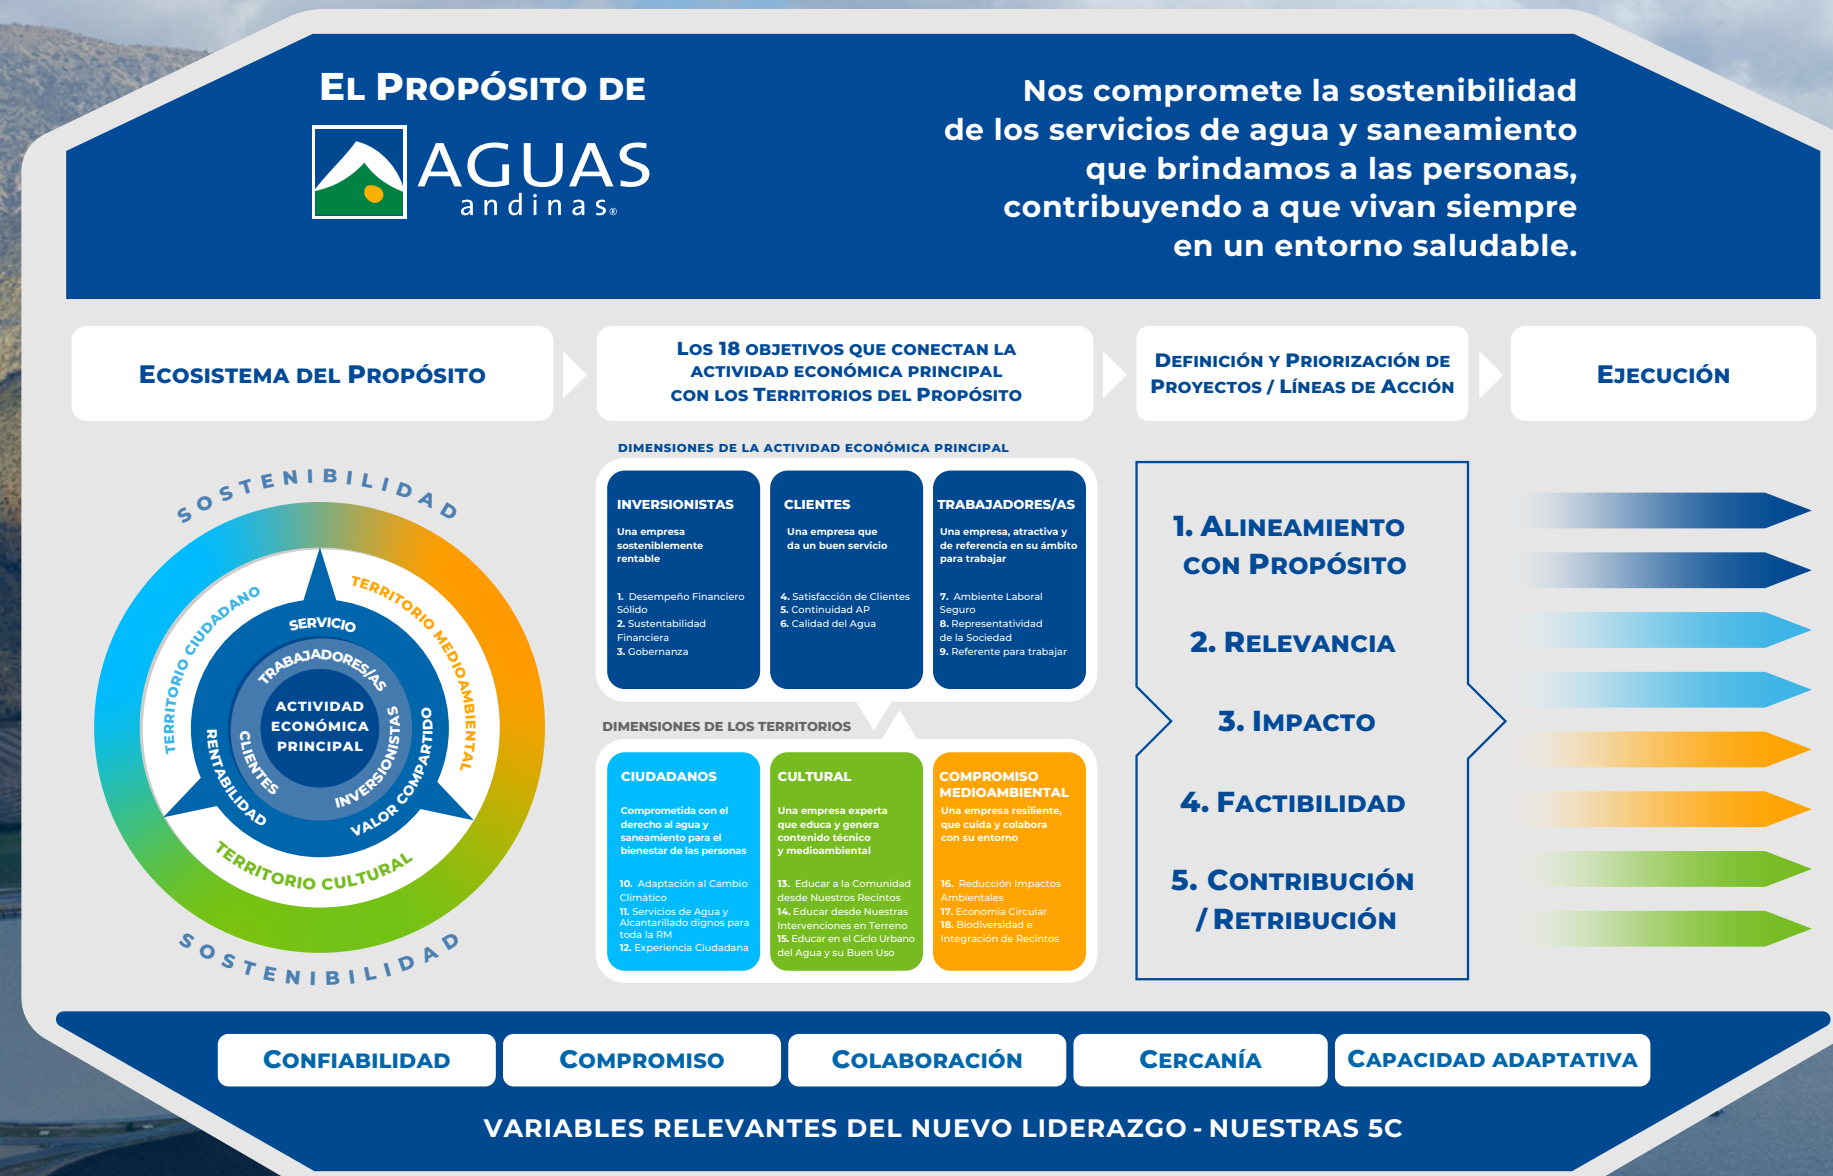 EL PROPÓSITO DE
AGUAS
andinas®
Nos compromete la sostenibilidad
de los servicios de agua y saneamiento
que brindamos a las personas,
contribuyendo a que vivan siempre
en un entorno saludable.
ECOSISTEMA DEL PROPÓSITO
LOS 18 OBJETIVOS QUE CONECTAN LA
ACTIVIDAD ECONÓMICA PRINCIPAL
CON LOS TERRITORIOS DEL PROPÓSITO
DEFINICIÓN Y PRIORIZACIÓN DE
PROYECTOS / LÍNEAS DE ACCIÓN
EJECUCIÓN
SOSTENIBILIDAD
TERRITORIO CIUDADANO
TERRITORIO MEDIOAMBIENTAL
SERVICIO
TRABAJADORES/AS
ACTIVIDAD
ECONÓMICA
PRINCIPAL
CLIENTES
INVERSIONISTAS
RENTABILIDAD
VALOR COMPARTIDO
TERRITORIO CULTURAL
SOSTENIBILIDAD
DIMENSIONES DE LA ACTIVIDAD ECONÓMICA PRINCIPAL
INVERSIONISTAS
Una empresa
sosteniblemente
rentable
1. Desempeño Financiero
Sólido
2. Sustentabilidad
Financiera
3. Gobernanza
CLIENTES
Una empresa que
da un buen servicio
4. Satisfacción de Clientes
5. Continuidad AP
6. Calidad del Agua
TRABAJADORES/AS
Una empresa, atractiva y
de referencia en su ámbito
para trabajar
7. Ambiente Laboral
Seguro
8. Representatividad
de la Sociedad
9. Referente para trabajar
DIMENSIONES DE LOS TERRITORIOS
CIUDADANOS
Comprometida con el
derecho al agua y
saneamiento para el
bienestar de las personas
10. Adaptación al Cambio
Climático
11. Servicios de Agua y
Alcantarillado dignos para
toda la RM
12. Experiencia Ciudadana
CULTURAL
Una empresa experta
que educa y genera
contenido técnico
y medioambiental
13. Educar a la Comunidad
desde Nuestros Recintos
14. Educar desde Nuestras
Intervenciones en Terreno
15. Educar en el Ciclo Urbano
del Agua y su Buen Uso
COMPROMISO
MEDIOAMBIENTAL
Una empresa resiliente,
que cuida y colabora
con su entorno
16. Reducción Impactos
Ambientales
17. Economía Circular
18. Biodiversidad e
Integración de Recintos
1. ALINEAMIENTO
CON PROPÓSITO
2. RELEVANCIA
3. IMPACTO
4. FACTIBILIDAD
5. CONTRIBUCIÓN
/ RETRIBUCIÓN
CONFIABILIDAD
COMPROMISO
COLABORACIÓN
CERCANÍA
CAPACIDAD ADAPTATIVA
VARIABLES RELEVANTES DEL NUEVO LIDERAZGO - NUESTRAS 5C